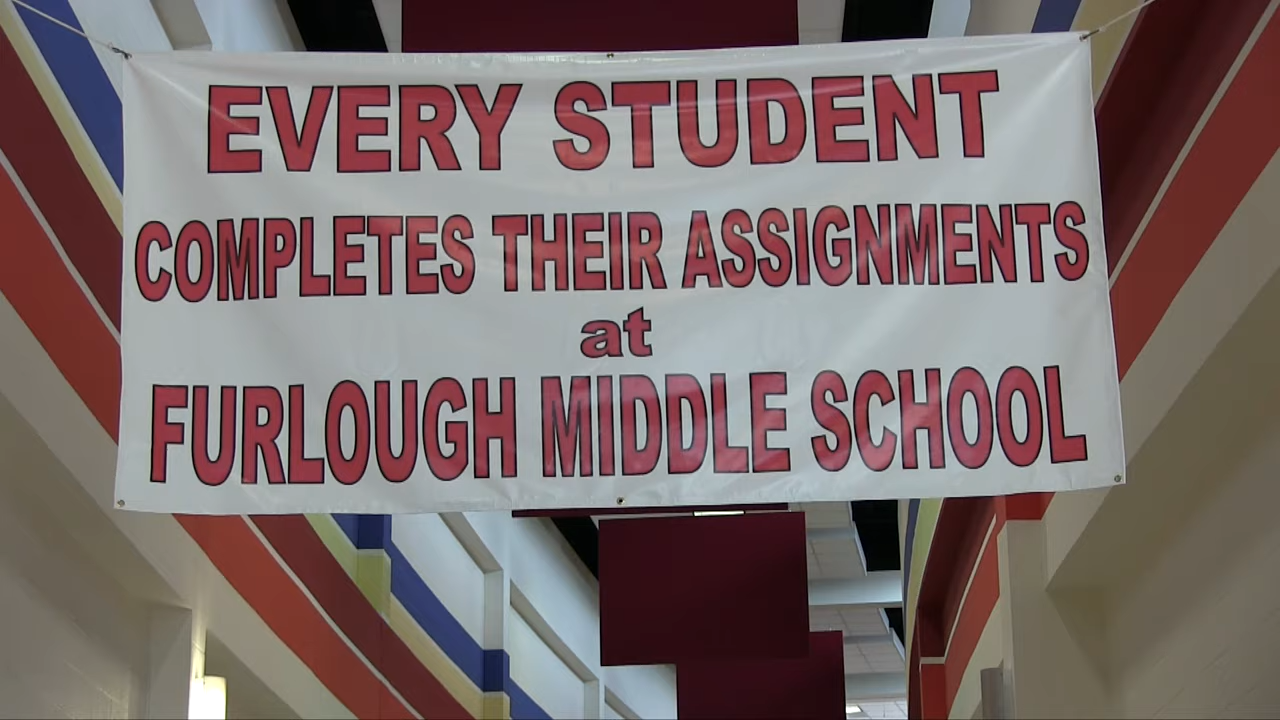 EVERY STUDENT
COMPLETES THEIR ASSIGNMENTS
at
FURLOUGH MIDDLE SCHOOL